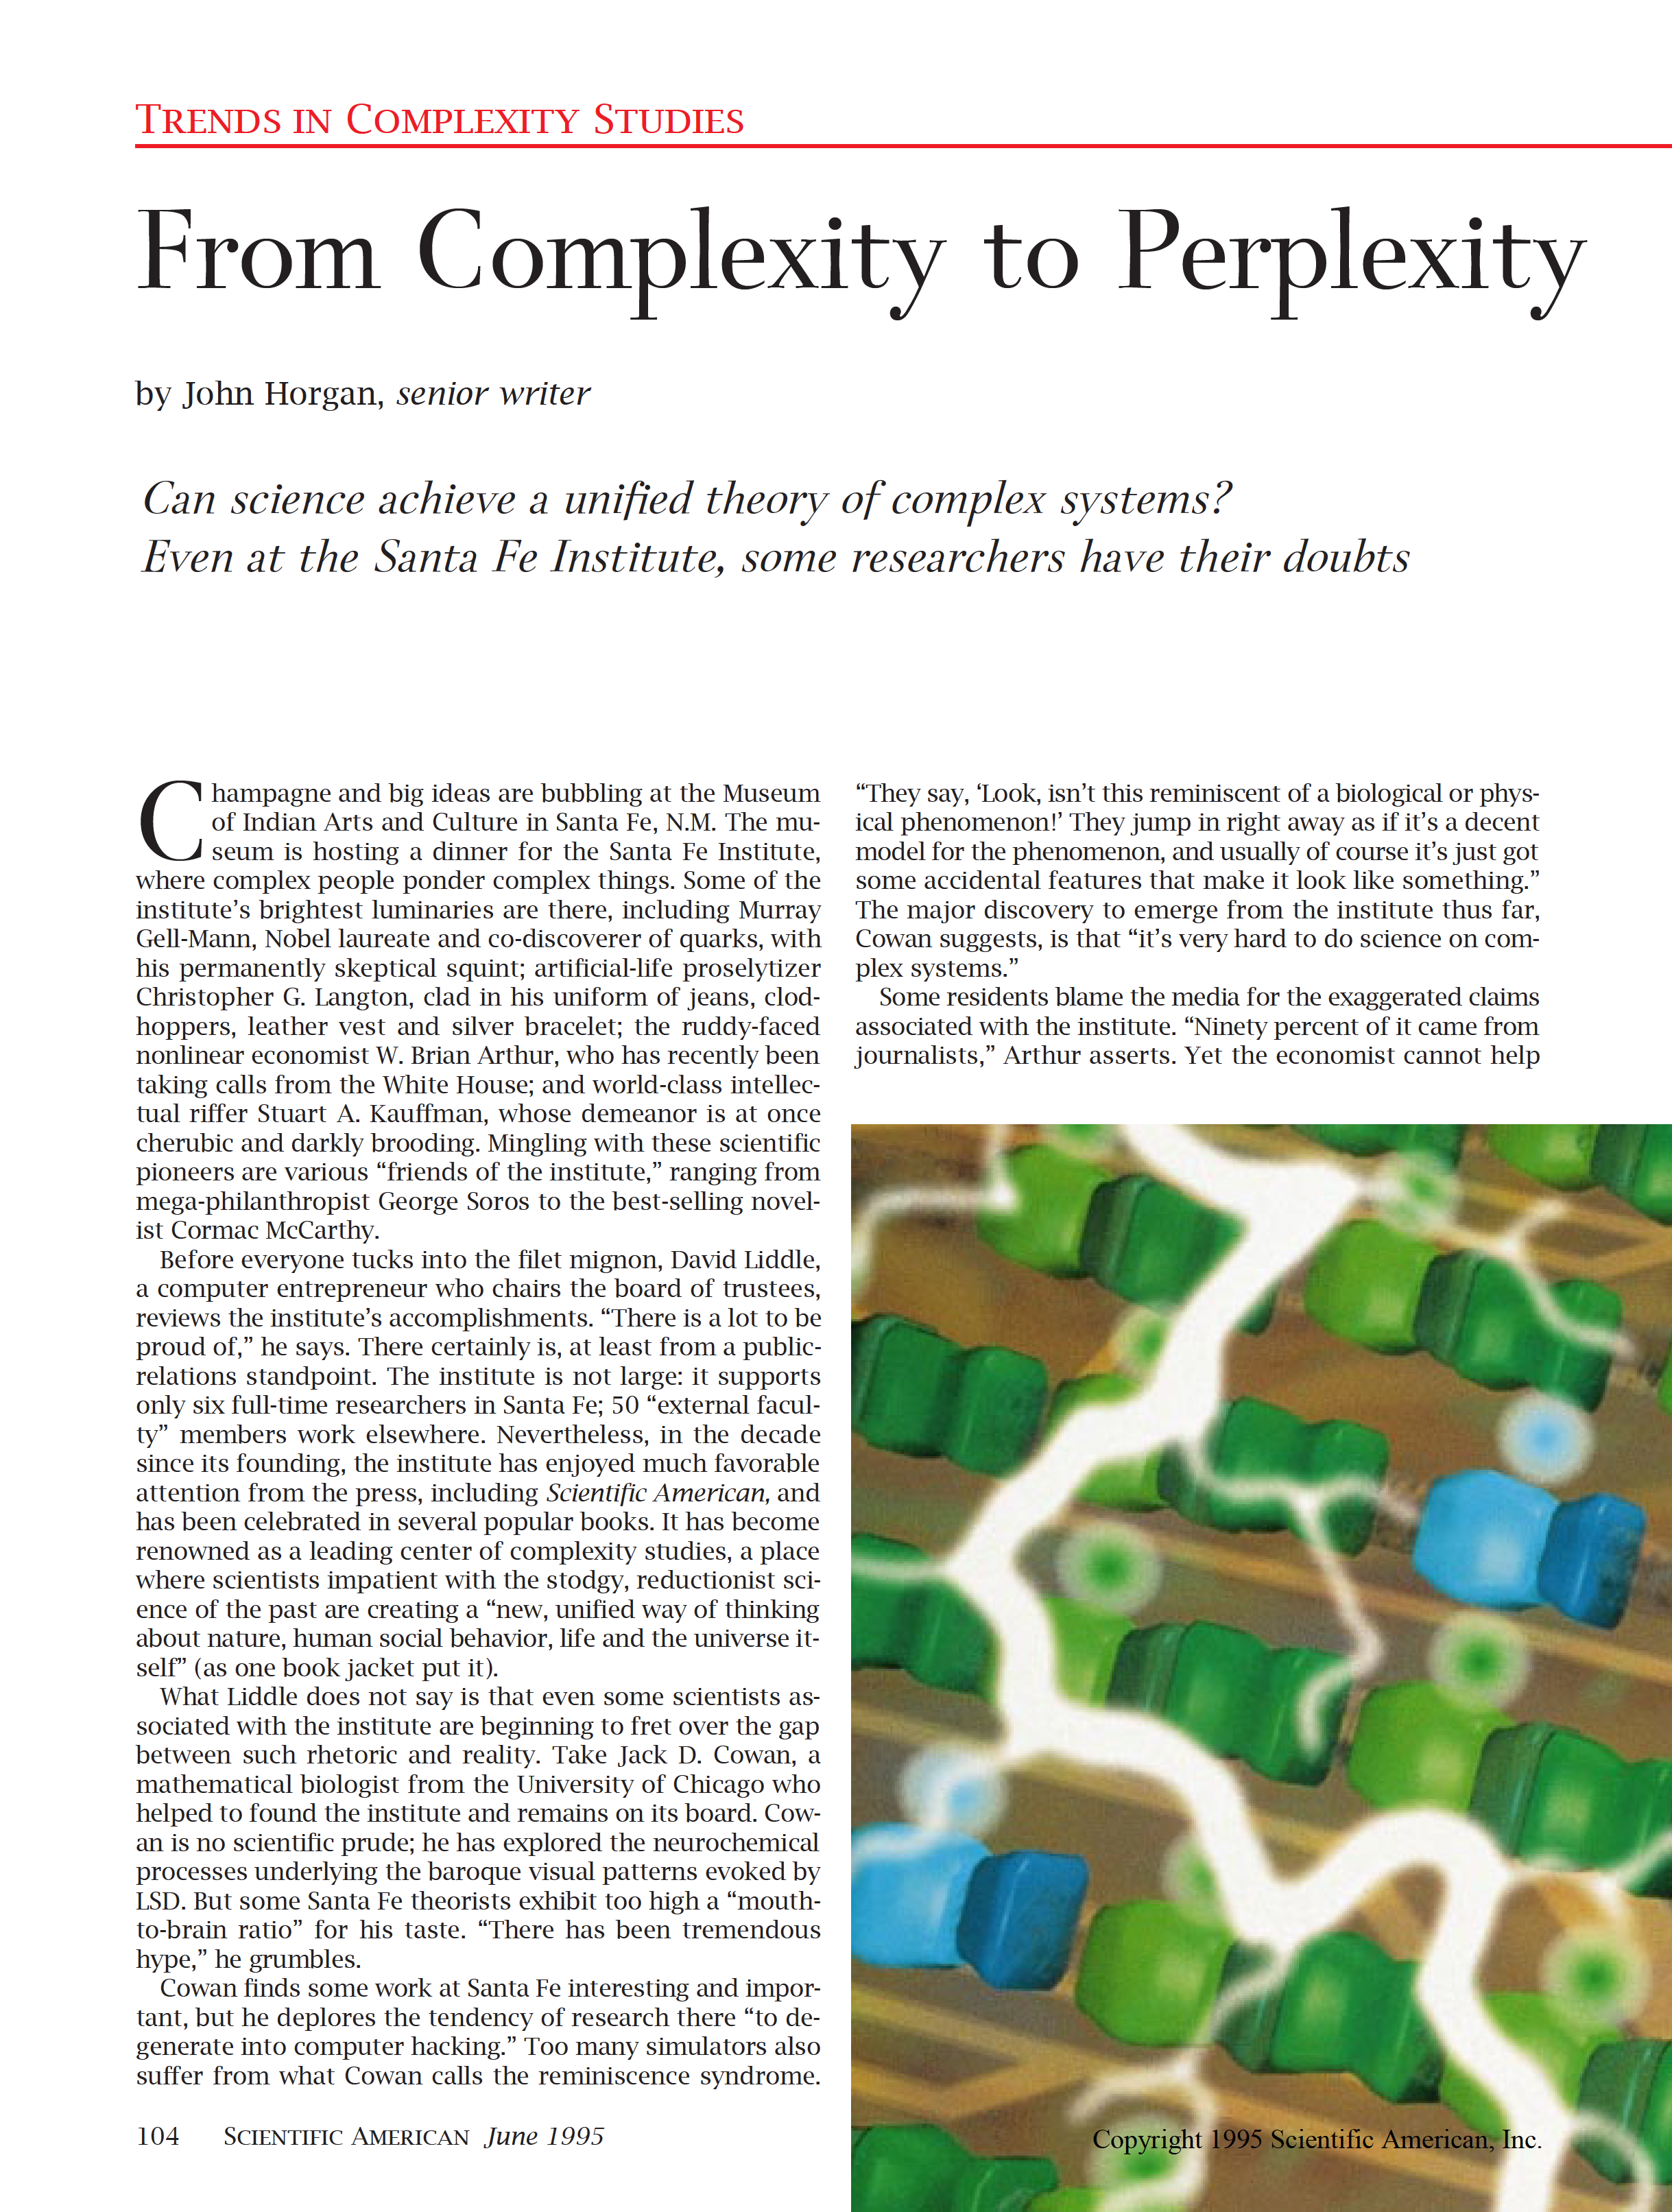 TRENDS IN COMPLEXITY STUDIES
From Complexity to Perplexity
by John Horgan, senior writer
Can science achieve a unified theory of complex systems?
Even at the Santa Fe Institute, some researchers have their doubts
Champagne and big ideas are bubbling at the Museum
of Indian Arts and Culture in Santa Fe, N.M. The mu-
seum is hosting a dinner for the Santa Fe Institute,
where complex people ponder complex things. Some of the
institute’s brightest luminaries are there, including Murray
Gell-Mann, Nobel laureate and co-discoverer of quarks, with
his permanently skeptical squint; artificial-life proselytizer
Christopher G. Langton, clad in his uniform of jeans, clod-
hoppers, leather vest and silver bracelet; the ruddy-faced
nonlinear economist W. Brian Arthur, who has recently been
taking calls from the White House; and world-class intellec-
tual riffer Stuart A. Kauffman, whose demeanor is at once
cherubic and darkly brooding. Mingling with these scientific
pioneers are various “friends of the institute,” ranging from
mega-philanthropist George Soros to the best-selling novel-
ist Cormac McCarthy.
Before everyone tucks into the filet mignon, David Liddle,
a computer entrepreneur who chairs the board of trustees,
reviews the institute’s accomplishments. “There is a lot to be
proud of,” he says. There certainly is, at least from a public-
relations standpoint. The institute is not large: it supports
only six full-time researchers in Santa Fe; 50 “external facul-
ty” members work elsewhere. Nevertheless, in the decade
since its founding, the institute has enjoyed much favorable
attention from the press, including Scientific American, and
has been celebrated in several popular books. It has become
renowned as a leading center of complexity studies, a place
where scientists impatient with the stodgy, reductionist sci-
ence of the past are creating a “new, unified way of thinking
about nature, human social behavior, life and the universe it-
self” (as one book jacket put it).
What Liddle does not say is that even some scientists as-
sociated with the institute are beginning to fret over the gap
between such rhetoric and reality. Take Jack D. Cowan, a
mathematical biologist from the University of Chicago who
helped to found the institute and remains on its board. Cow-
an is no scientific prude; he has explored the neurochemical
processes underlying the baroque visual patterns evoked by
LSD. But some Santa Fe theorists exhibit too high a “mouth-
to-brain ratio” for his taste. “There has been tremendous
hype,” he grumbles.
Cowan finds some work at Santa Fe interesting and impor-
tant, but he deplores the tendency of research there “to de-
generate into computer hacking.” Too many simulators also
suffer from what Cowan calls the reminiscence syndrome.
“They say, ‘Look, isn’t this reminiscent of a biological or phys-
ical phenomenon!’ They jump in right away as if it’s a decent
model for the phenomenon, and usually of course it’s just got
some accidental features that make it look like something.”
The major discovery to emerge from the institute thus far,
Cowan suggests, is that “it’s very hard to do science on com-
plex systems.”
Some residents blame the media for the exaggerated claims
associated with the institute. “Ninety percent of it came from
journalists,” Arthur asserts. Yet the economist cannot help
104 SCIENTIFIC AMERICAN June 1995
Copyright 1995 Scientific American, Inc.